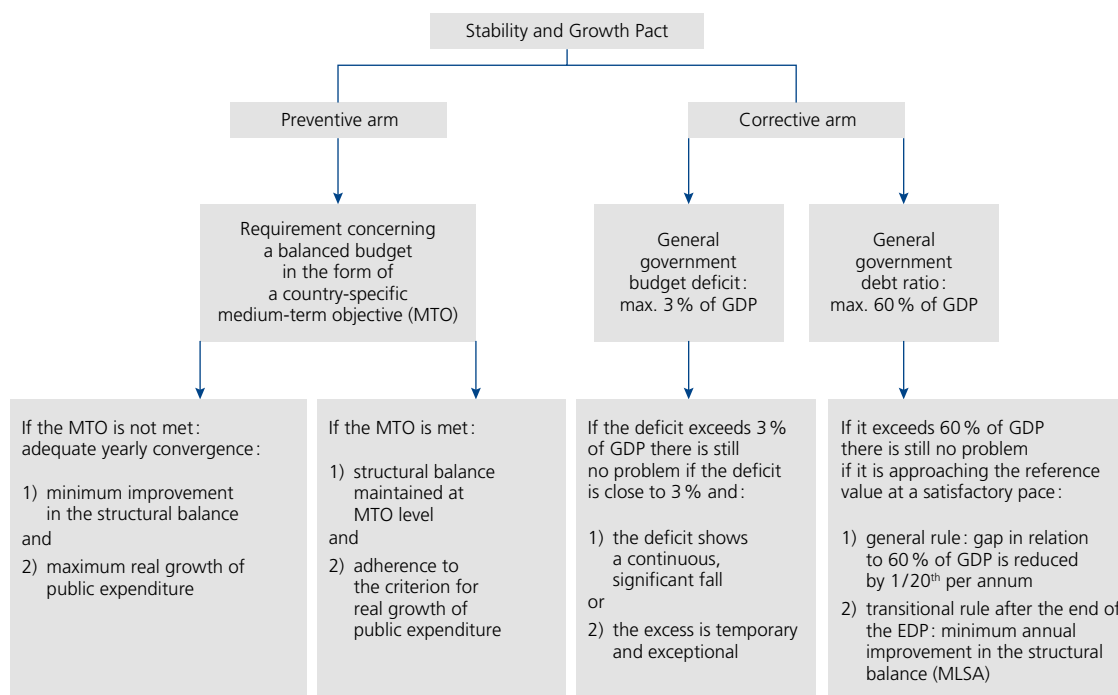 Stability and Growth Pact
Preventive arm
Corrective arm
Requirement concerning
a balanced budget
in the form of
a country-specific
medium-term objective (MTO)
General
government
budget deficit :
max. 3 % of GDP
General
government
debt ratio :
max. 60 % of GDP
If the MTO is not met :
adequate yearly convergence :
1) minimum improvement
in the structural balance
and
2) maximum real growth of
public expenditure
If the MTO is met :
1) structural balance
maintained at
MTO level
and
2) adherence to
the criterion for
real growth of
public expenditure
If the deficit exceeds 3 %
of GDP there is still
no problem if the deficit
is close to 3 % and :
1) the deficit shows
a continuous,
significant fall
or
2) the excess is temporary
and exceptional
If it exceeds 60 % of GDP
there is still no problem
if it is approaching the reference
value at a satisfactory pace :
1) general rule : gap in relation
to 60 % of GDP is reduced
by 1/20th per annum
2) transitional rule after the end of
the EDP : minimum annual
improvement in the structural
balance (MLSA)